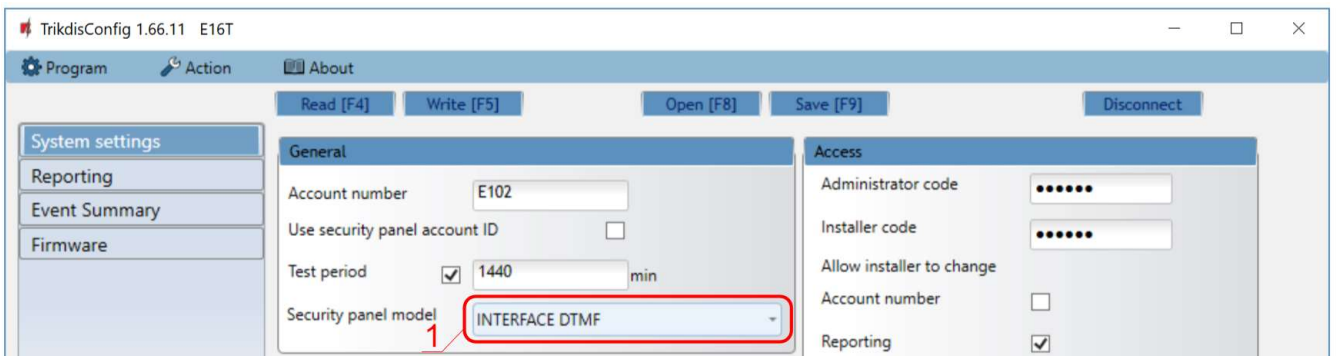 TrikdisConfig 1.66.11 E16T
Program Action About
Read [F4] Write [F5] Open [F8] Save [F9] Disconnect
System settings
Reporting
Event Summary
Firmware
General
Account number E102
Use security panel account ID
Test period 1440 min
Security panel model INTERFACE DTMF
1
Access
Administrator code ●●●●●●
Installer code ●●●●●●
Allow installer to change
Account number
Reporting